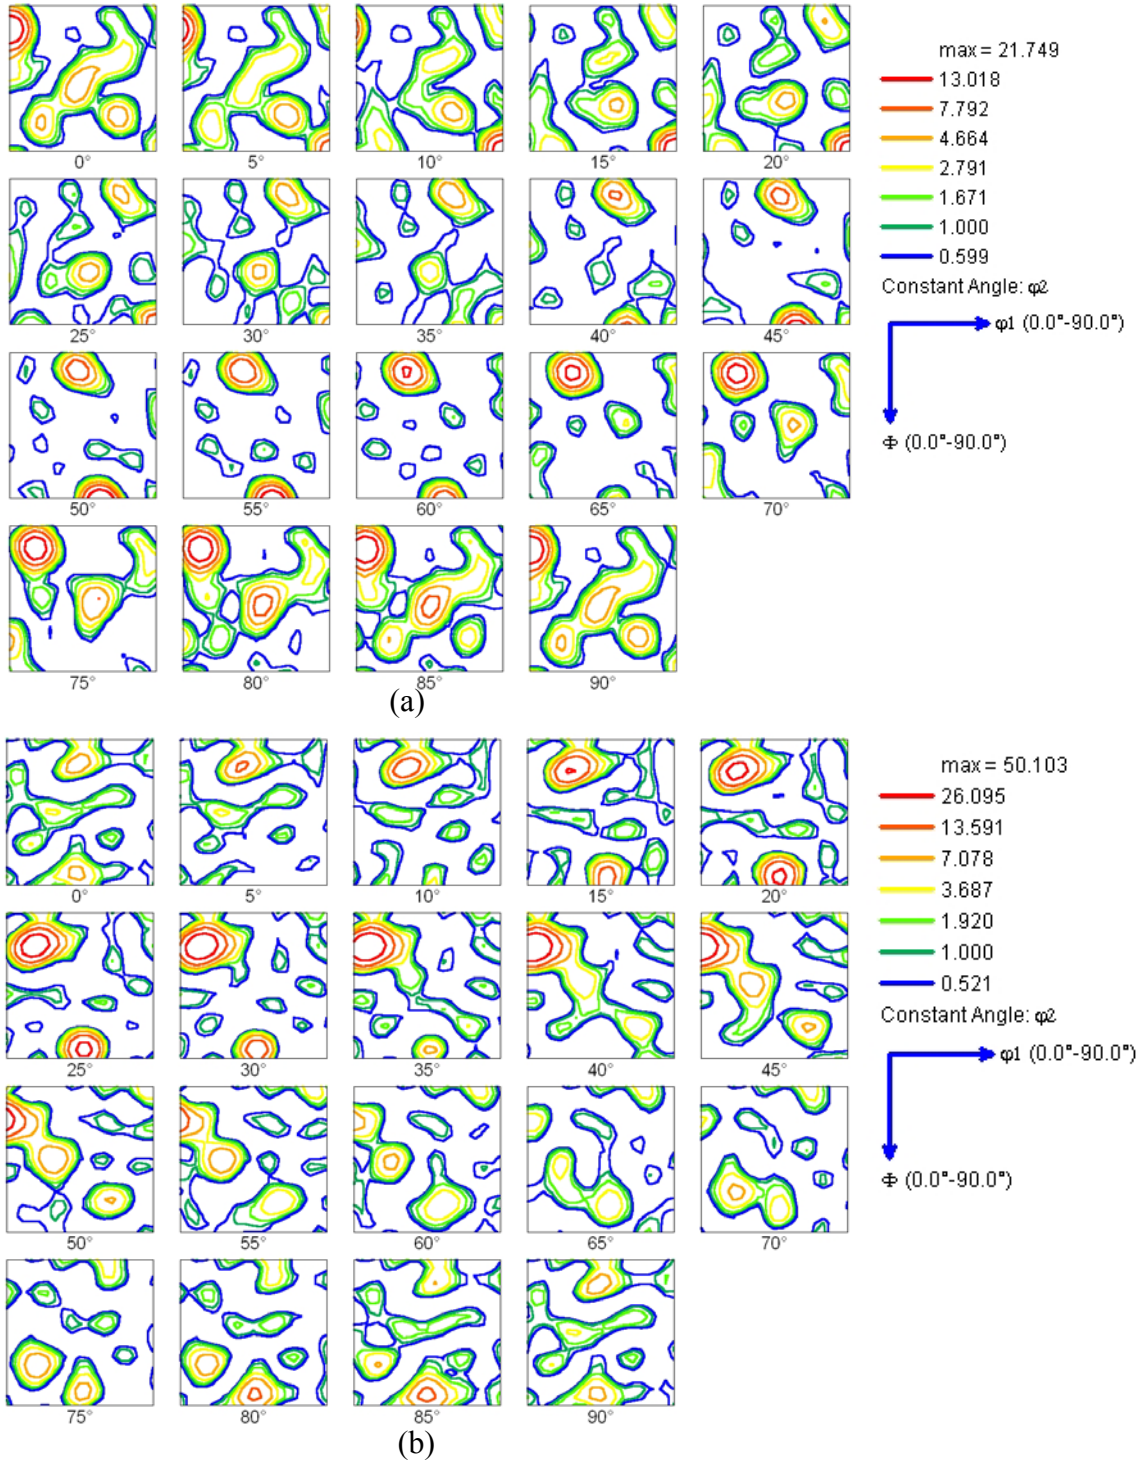 max = 21.749
13.018
7.792
4.664
2.791
1.671
1.000
0.599
Constant Angle: φ2
φ1 (0.0°-90.0°)
Φ (0.0°-90.0°)
0° 5° 10° 15° 20°
25° 30° 35° 40° 45°
50° 55° 60° 65° 70°
75° 80° 85° 90°
(a)
max = 50.103
26.095
13.591
7.078
3.687
1.920
1.000
0.521
Constant Angle: φ2
φ1 (0.0°-90.0°)
Φ (0.0°-90.0°)
0° 5° 10° 15° 20°
25° 30° 35° 40° 45°
50° 55° 60° 65° 70°
75° 80° 85° 90°
(b)